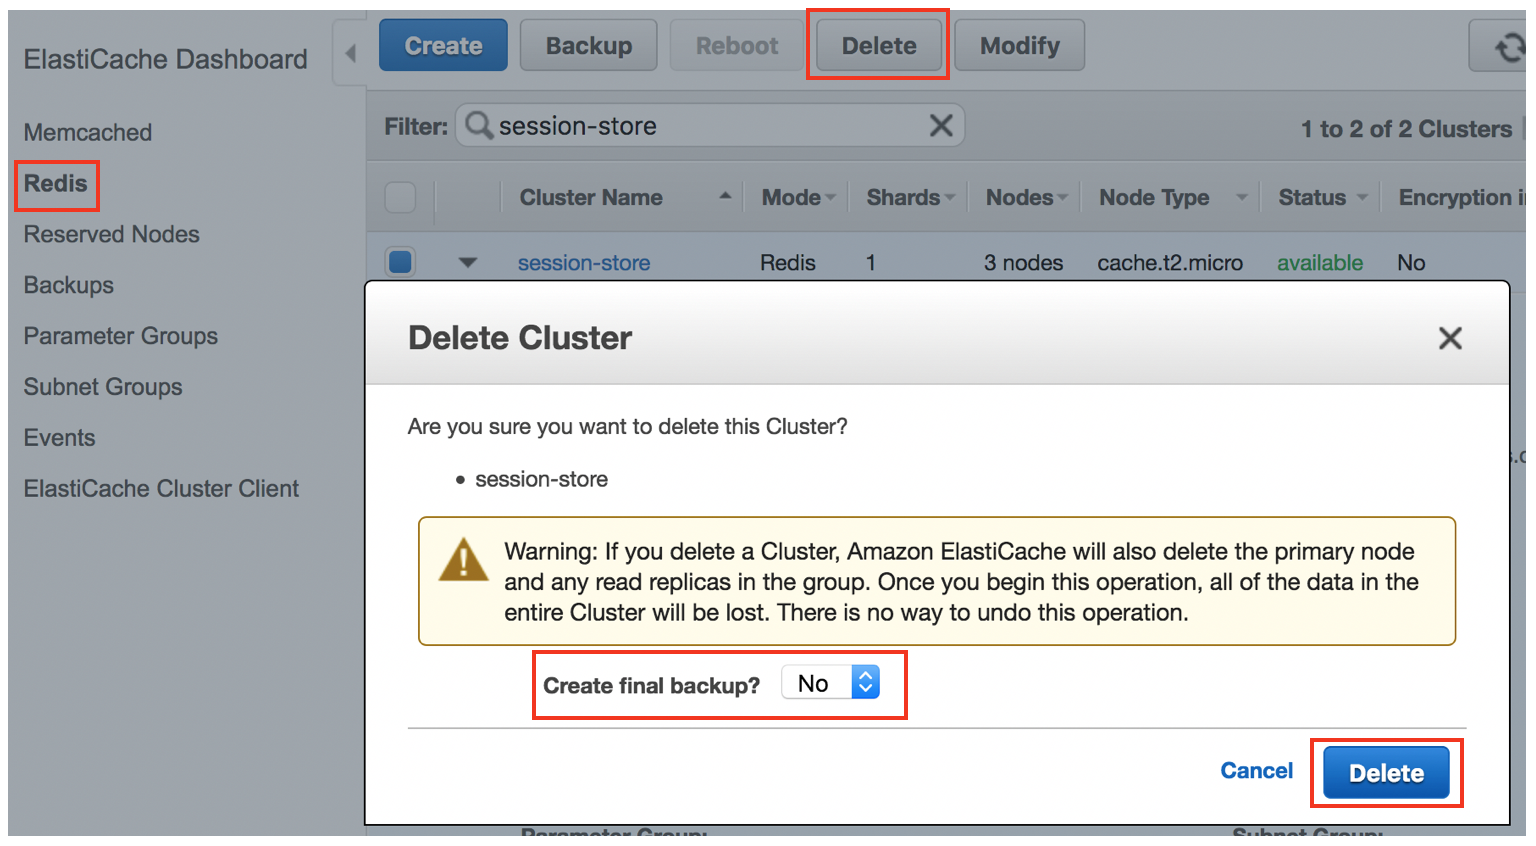 ElastiCache Dashboard
Memcached
Redis
Reserved Nodes
Backups
Parameter Groups
Subnet Groups
Events
ElastiCache Cluster Client
Create Backup Reboot Delete Modify
Filter: session-store 1 to 2 of 2 Clusters
Cluster Name Mode Shards Nodes Node Type Status Encryption
session-store Redis 1 3 nodes cache.t2.micro available No
Delete Cluster
Are you sure you want to delete this Cluster?
• session-store
Warning: If you delete a Cluster, Amazon ElastiCache will also delete the primary node
and any read replicas in the group. Once you begin this operation, all of the data in the
entire Cluster will be lost. There is no way to undo this operation.
Create final backup? No
Cancel Delete
Parameter Group: Subnet Group: